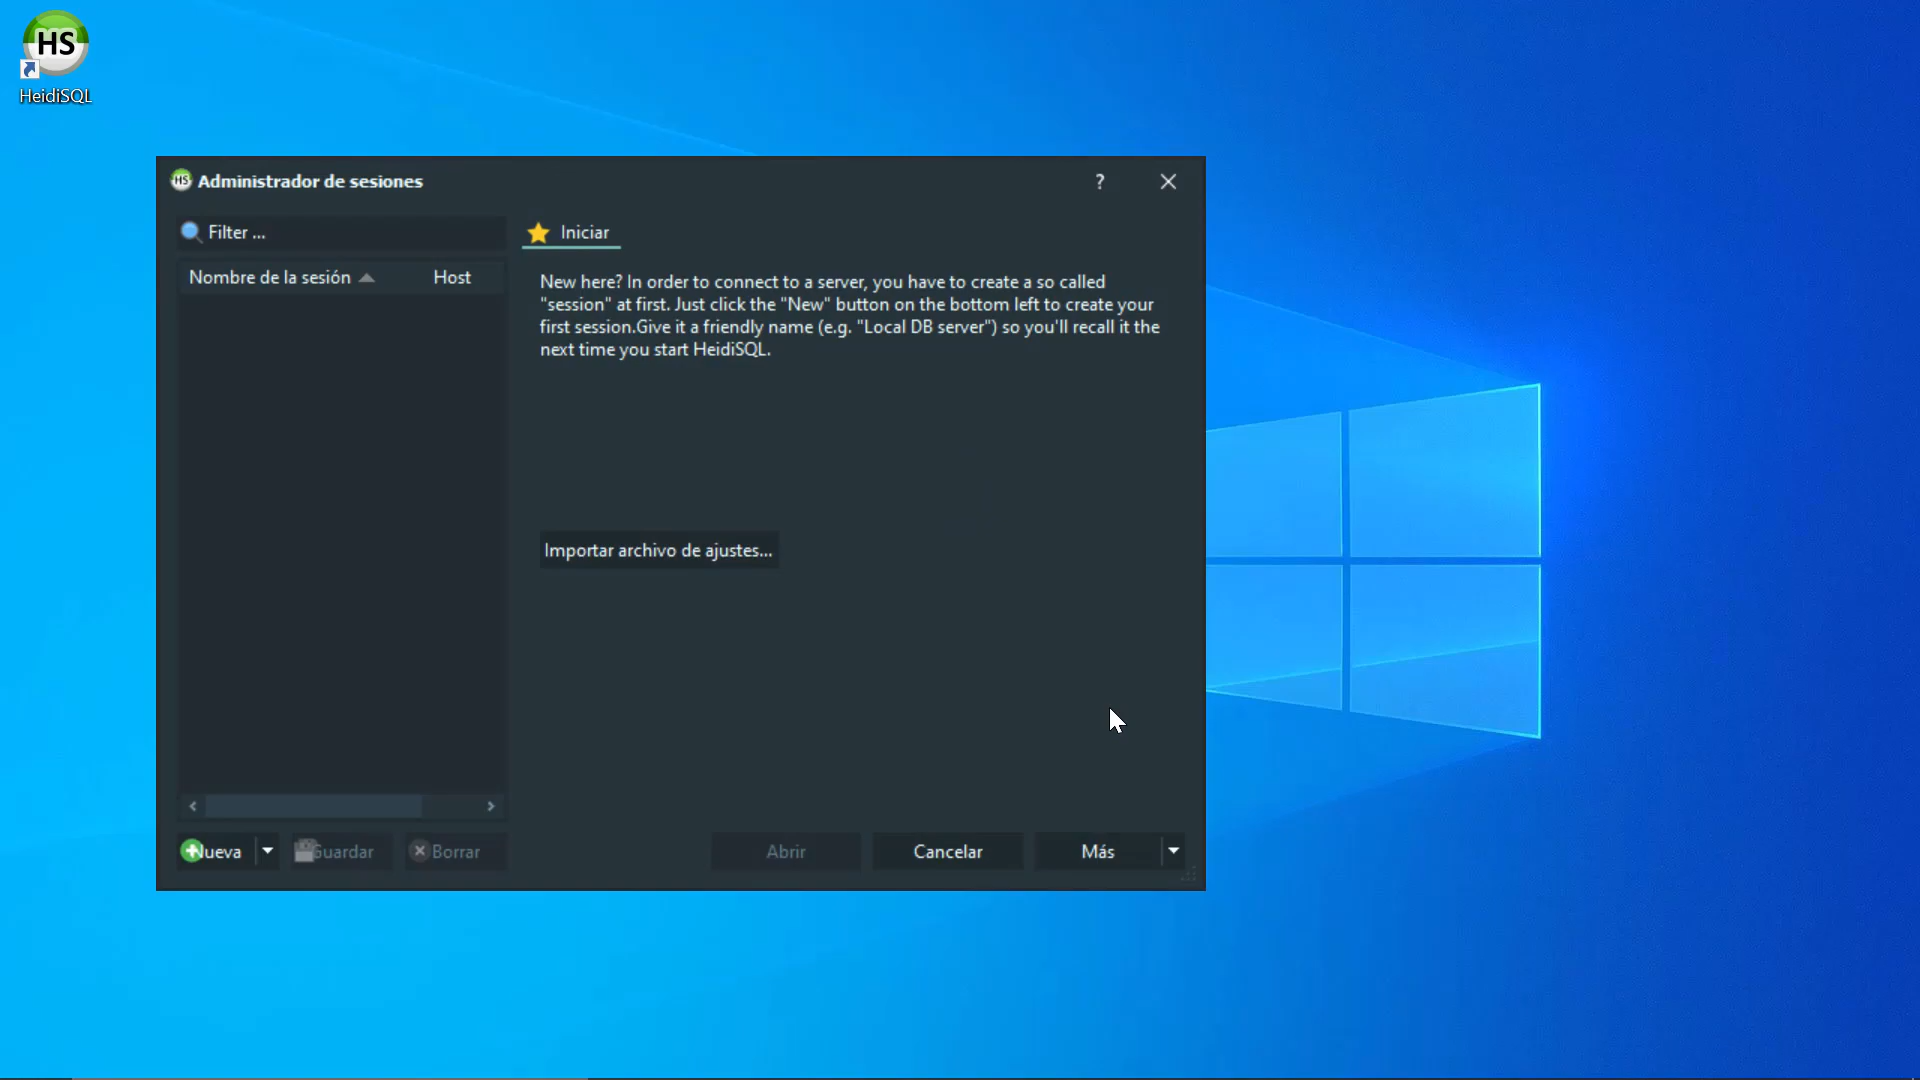 HS
HeidiSQL
HS Administrador de sesiones ?
Filter ...
Iniciar
Nombre de la sesión Host
New here? In order to connect to a server, you have to create a so called
"session" at first. Just click the "New" button on the bottom left to create your
first session.Give it a friendly name (e.g. "Local DB server") so you'll recall it the
next time you start HeidiSQL.
Importar archivo de ajustes...
Nueva Guardar Borrar Abrir Cancelar Más